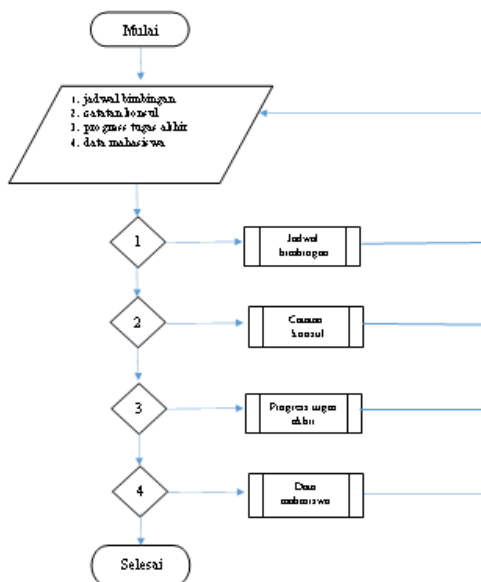 Mulai
1. jadwal bimbingan
2. catatan konsul
3. progress tugas akhir
4. data mahasiswa
1
Jadwal
bimbingan
2
Catatan
konsul
3
Progress tugas
akhir
4
Data
mahasiswa
Selesai